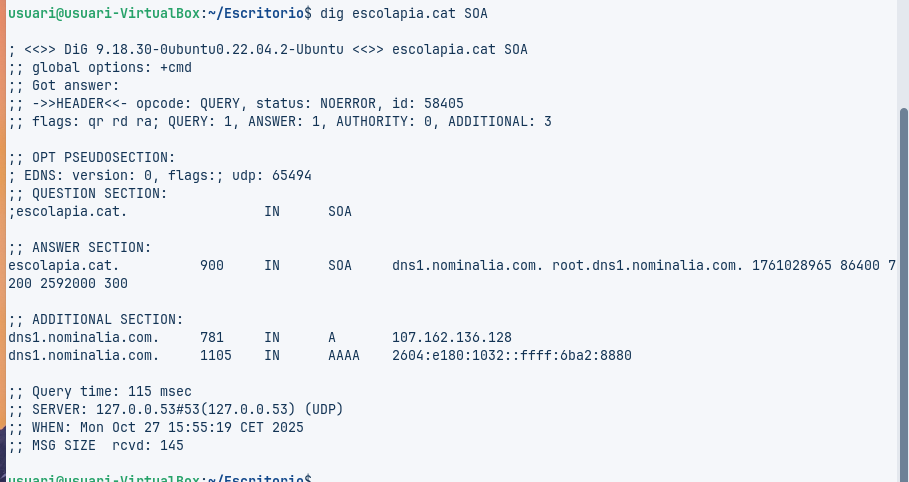 usuari@usuari-VirtualBox:~/Escritorio$ dig escolapia.cat SOA

; <<>> DiG 9.18.30-0ubuntu0.22.04.2-Ubuntu <<>> escolapia.cat SOA
;; global options: +cmd
;; Got answer:
;; ->>HEADER<<- opcode: QUERY, status: NOERROR, id: 58405
;; flags: qr rd ra; QUERY: 1, ANSWER: 1, AUTHORITY: 0, ADDITIONAL: 3

;; OPT PSEUDOSECTION:
; EDNS: version: 0, flags:; udp: 65494
;; QUESTION SECTION:
;escolapia.cat.                 IN      SOA

;; ANSWER SECTION:
escolapia.cat.          900     IN      SOA     dns1.nominalia.com. root.dns1.nominalia.com. 1761028965 86400 7
200 2592000 300

;; ADDITIONAL SECTION:
dns1.nominalia.com.     781     IN      A       107.162.136.128
dns1.nominalia.com.     1105    IN      AAAA    2604:e180:1032::ffff:6ba2:8880

;; Query time: 115 msec
;; SERVER: 127.0.0.53#53(127.0.0.53) (UDP)
;; WHEN: Mon Oct 27 15:55:19 CET 2025
;; MSG SIZE  rcvd: 145

usuari@usuari-VirtualBox:~/Escritorio$